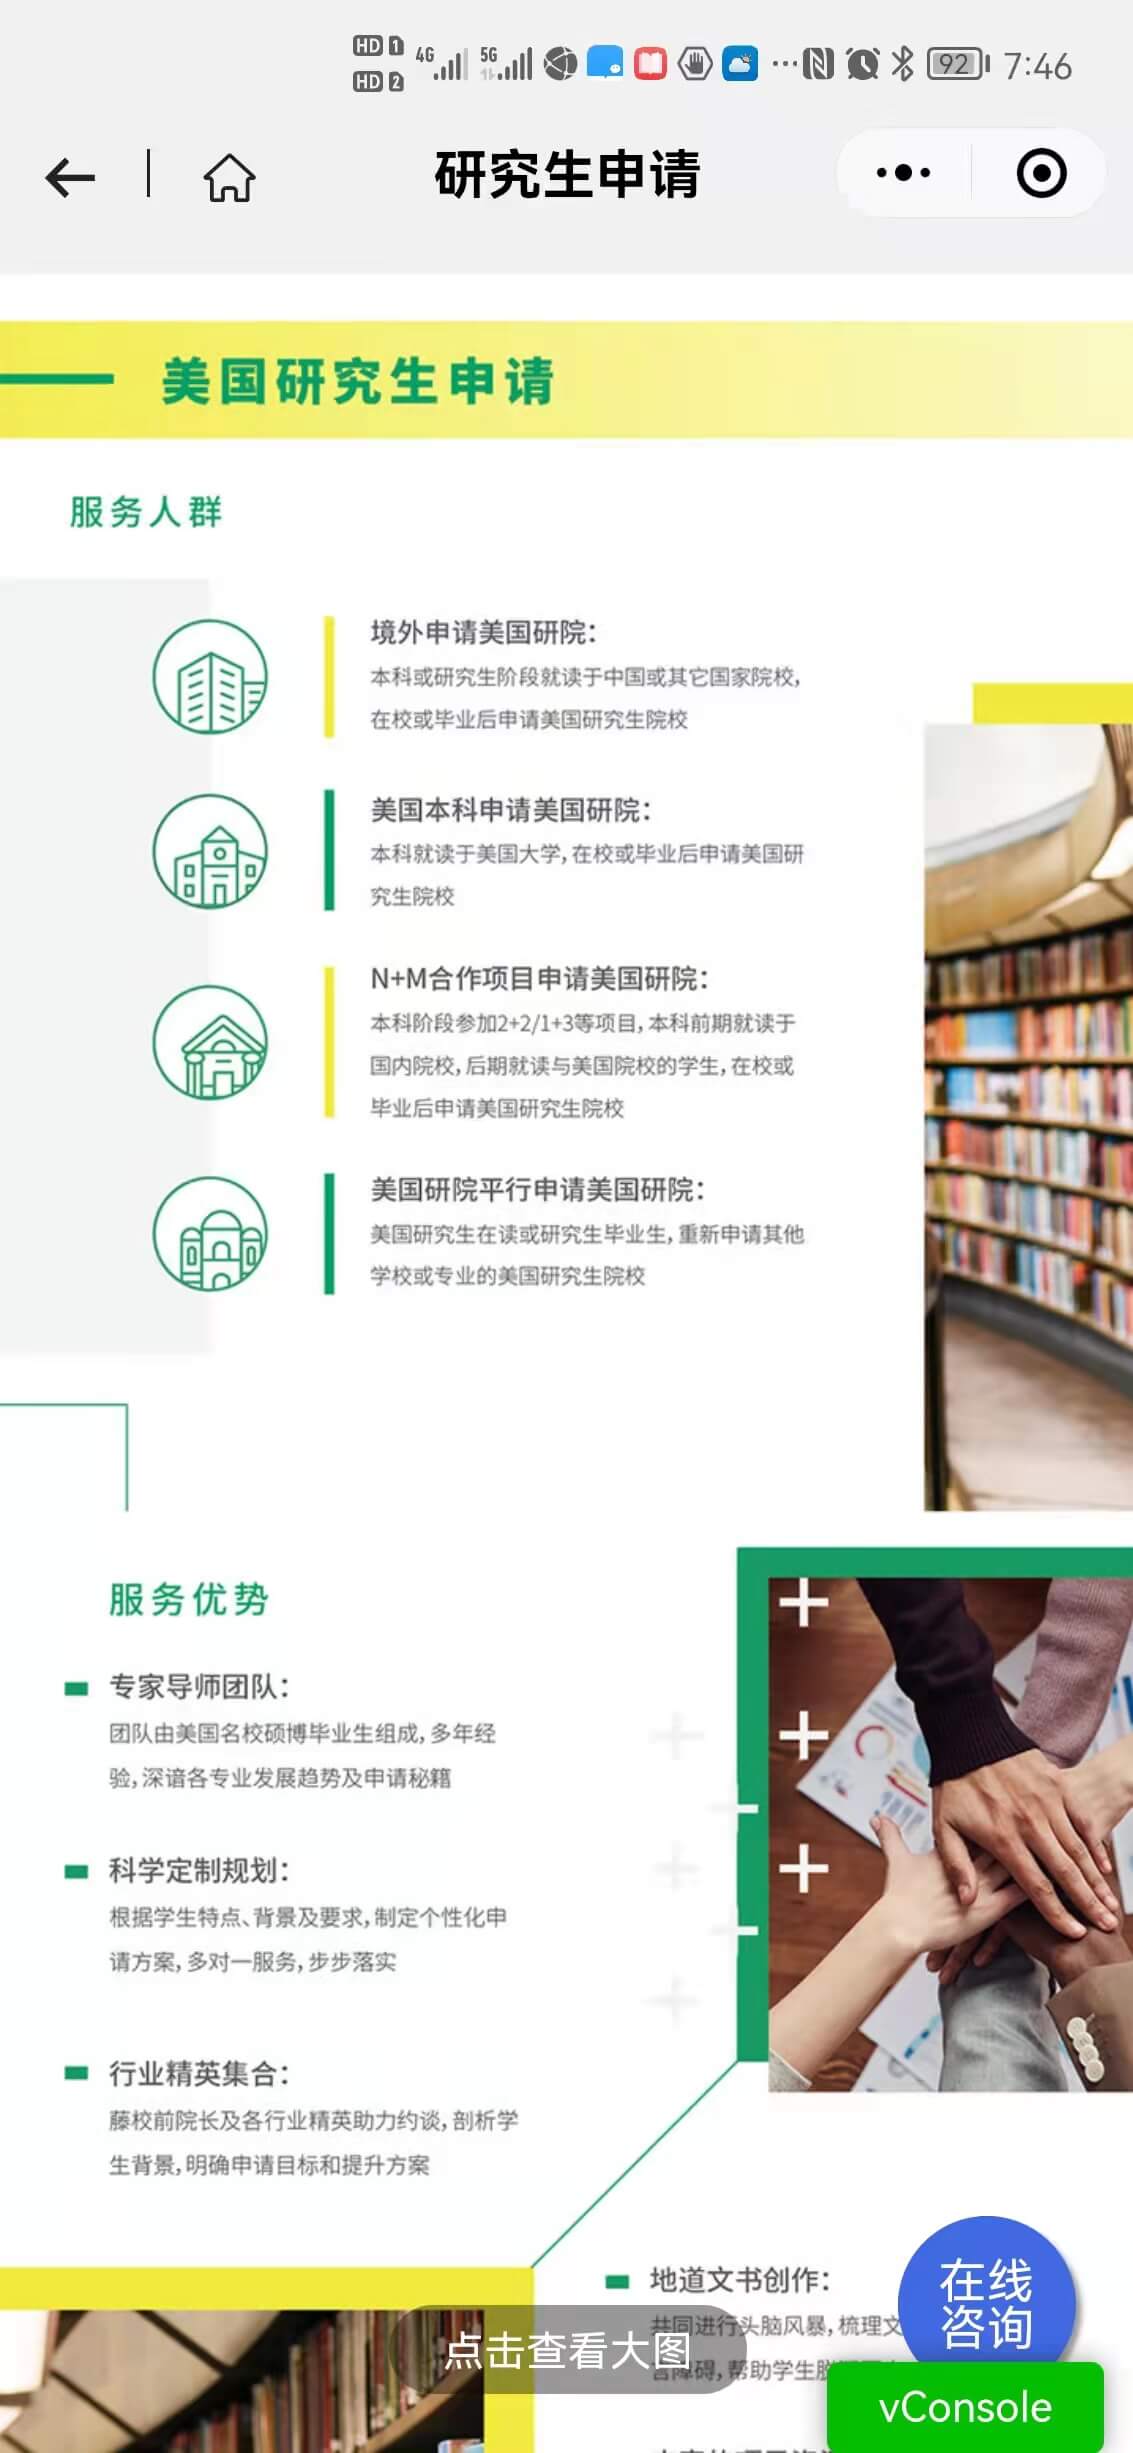 HD 1
HD 2
4G
5G
92
7:46
研究生申请
美国研究生申请
服务人群
境外申请美国研院：
本科或研究生阶段就读于中国或其它国家院校，
在校或毕业后申请美国研究生院校
美国本科申请美国研院：
本科就读于美国大学，在校或毕业后申请美国研
究生院校
N+M合作项目申请美国研院：
本科阶段参加2+2/1+3等项目，本科前期就读于
国内院校，后期就读与美国院校的学生，在校或
毕业后申请美国研究生院校
美国研院平行申请美国研院：
美国研究生在读或研究生毕业生，重新申请其他
学校或专业的美国研究生院校
服务优势
专家导师团队：
团队由美国名校硕博毕业生组成，多年经
验，深谙各专业发展趋势及申请秘籍
科学定制规划：
根据学生特点、背景及要求，制定个性化申
请方案，多对一服务，步步落实
行业精英集合：
藤校前院长及各行业精英助力约谈，剖析学
生背景，明确申请目标和提升方案
地道文书创作：
共同进行头脑风暴，梳理文
言障碍，帮助学生
点击查看大图
在线
咨询
vConsole